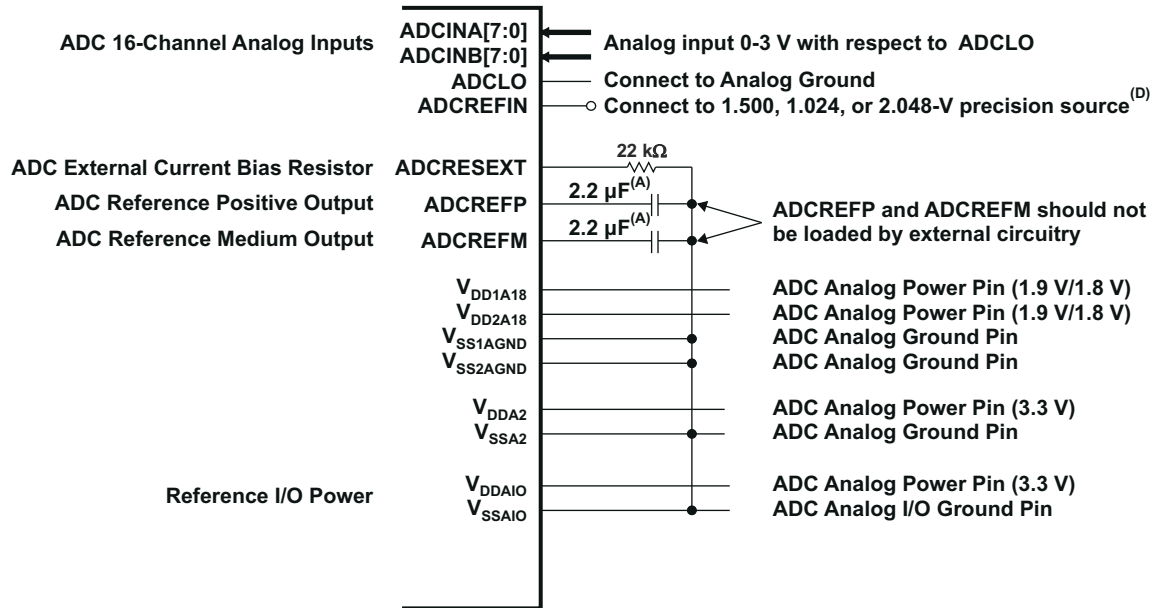 ADC 16-Channel Analog Inputs
ADCINA[7:0]
ADCINB[7:0]
Analog input 0-3 V with respect to ADCLO
ADCLO
Connect to Analog Ground
ADCREFIN
Connect to 1.500, 1.024, or 2.048-V precision source(D)
ADC External Current Bias Resistor
ADCRESEXT
22 kΩ
ADC Reference Positive Output
ADCREFP
2.2 µF(A)
ADC Reference Medium Output
ADCREFM
2.2 µF(A)
ADCREFP and ADCREFM should not
be loaded by external circuitry
VDD1A18
ADC Analog Power Pin (1.9 V/1.8 V)
VDD2A18
ADC Analog Power Pin (1.9 V/1.8 V)
VSS1AGND
ADC Analog Ground Pin
VSS2AGND
ADC Analog Ground Pin
VDDA2
ADC Analog Power Pin (3.3 V)
VSSA2
ADC Analog Ground Pin
Reference I/O Power
VDDAIO
ADC Analog Power Pin (3.3 V)
VSSAIO
ADC Analog I/O Ground Pin